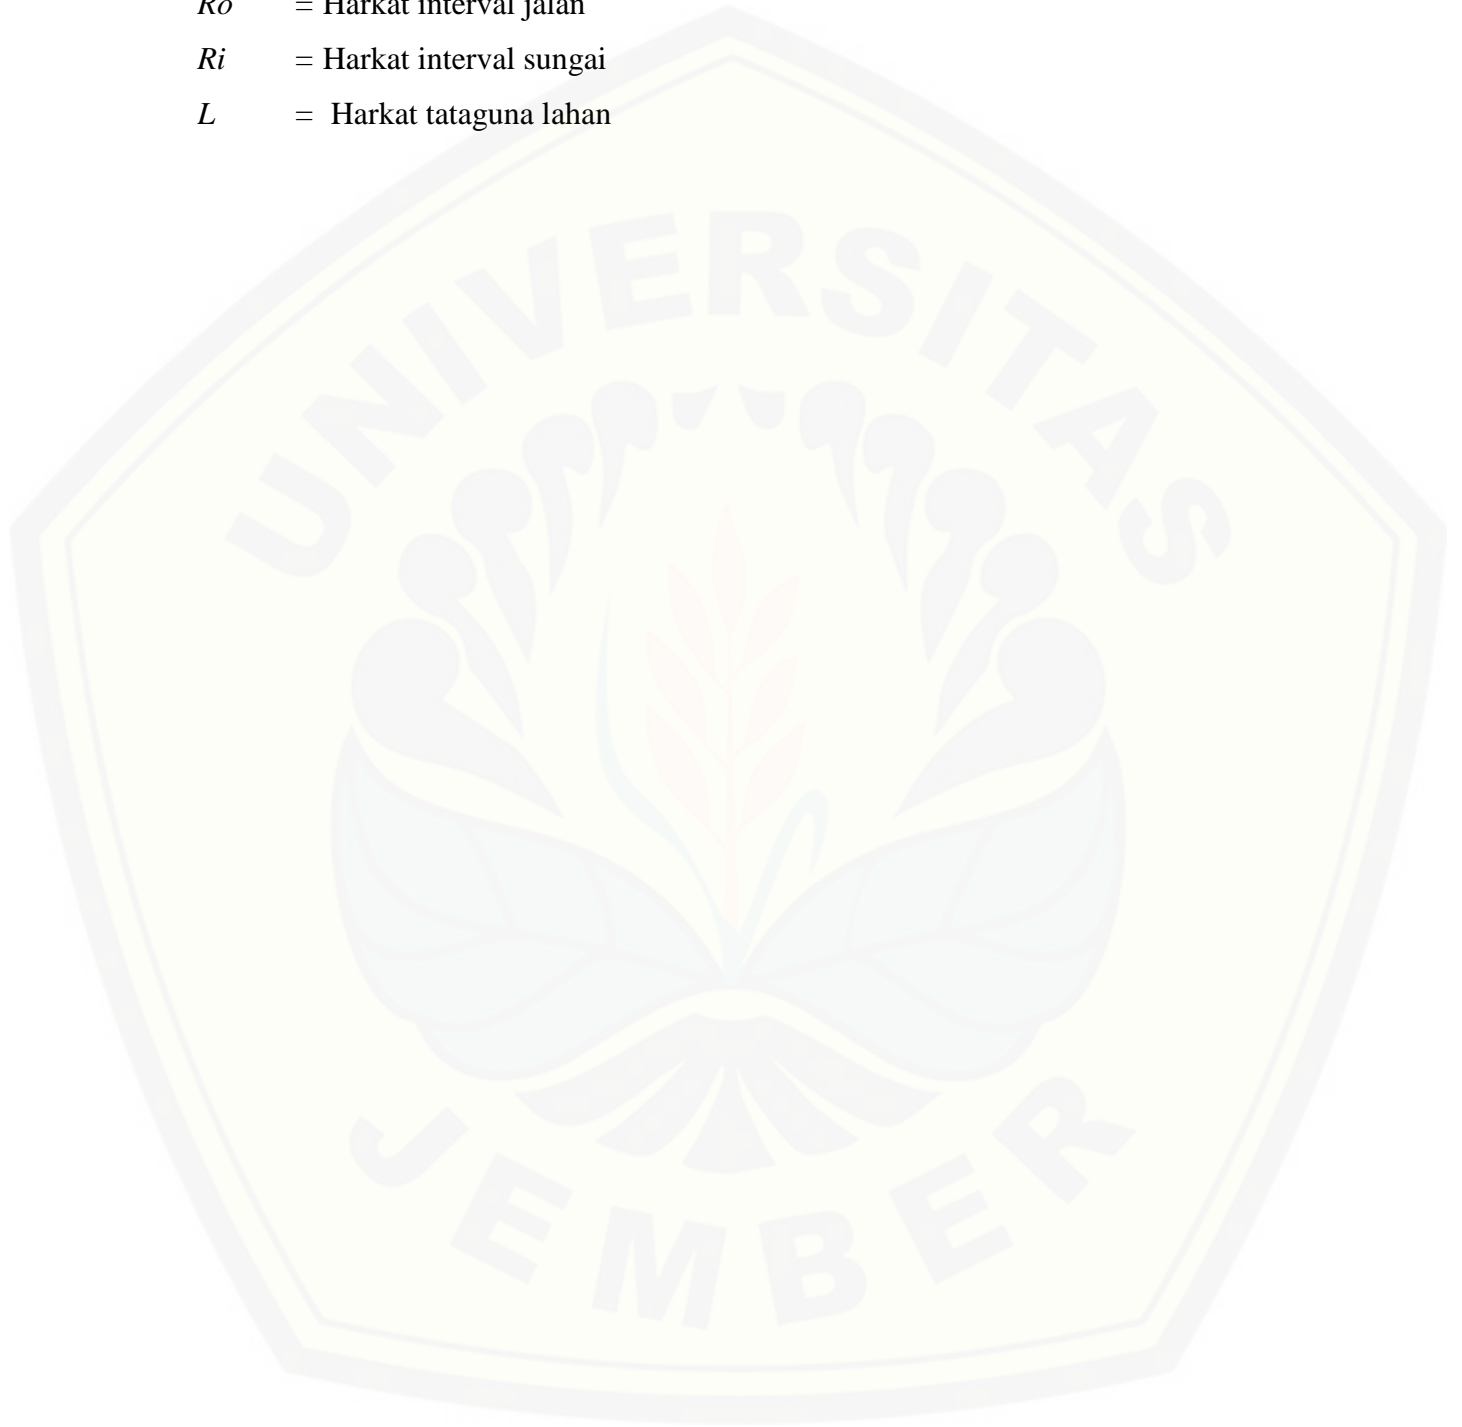 Ro = Harkat interval jalan
Ri = Harkat interval sungai
L = Harkat tataguna lahan
UNIVERSITAS
JEMBER